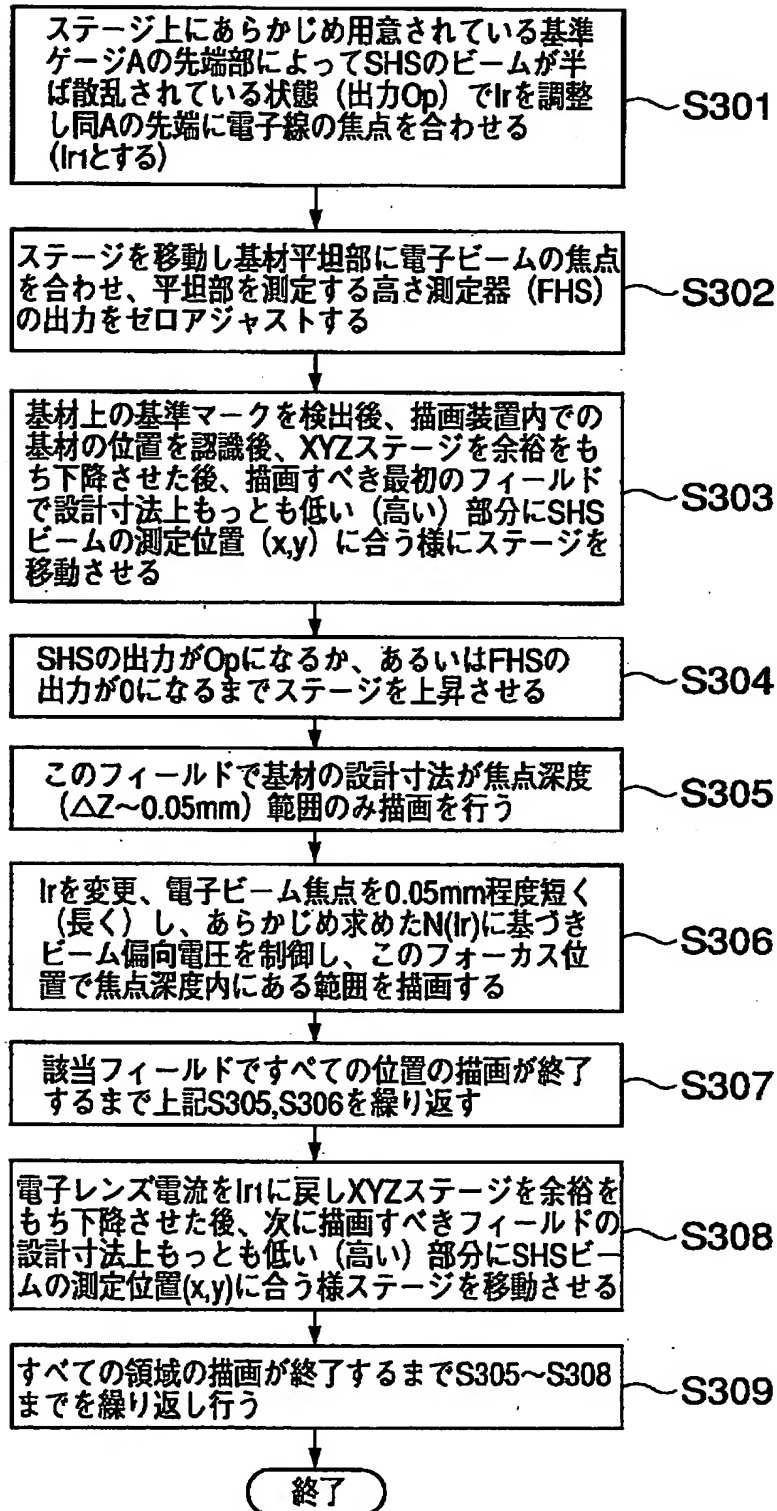 ステージ上にあらかじめ用意されている基準
ゲージAの先端部によってSHSのビームが半
ば散乱されている状態（出力Op）でIrを調整
し同Aの先端に電子線の焦点を合わせる
(Ir1とする)
S301
ステージを移動し基材平坦部に電子ビームの焦点
を合わせ、平坦部を測定する高さ測定器（FHS）
の出力をゼロアジャストする
S302
基材上の基準マークを検出後、描画装置内での
基材の位置を認識後、XYZステージを余裕をも
ち下降させた後、描画すべき最初のフィールド
で設計寸法上もっとも低い（高い）部分にSHS
ビームの測定位置（x,y）に合う様にステージを
移動させる
S303
SHSの出力がOpになるか、あるいはFHSの
出力が0になるまでステージを上昇させる
S304
このフィールドで基材の設計寸法が焦点深度
（△Z～0.05mm）範囲のみ描画を行う
S305
Irを変更、電子ビーム焦点を0.05mm程度短く
（長く）し、あらかじめ求めたN(Ir)に基づき
ビーム偏向電圧を制御し、このフォーカス位
置で焦点深度内にある範囲を描画する
S306
該当フィールドですべての位置の描画が終了
するまで上記S305,S306を繰り返す
S307
電子レンズ電流をIr1に戻しXYZステージを余裕を
もち下降させた後、次に描画すべきフィールドの
設計寸法上もっとも低い（高い）部分にSHSビー
ムの測定位置(x,y)に合う様ステージを移動させる
S308
すべての領域の描画が終了するまでS305～S308
までを繰り返し行う
S309
終了